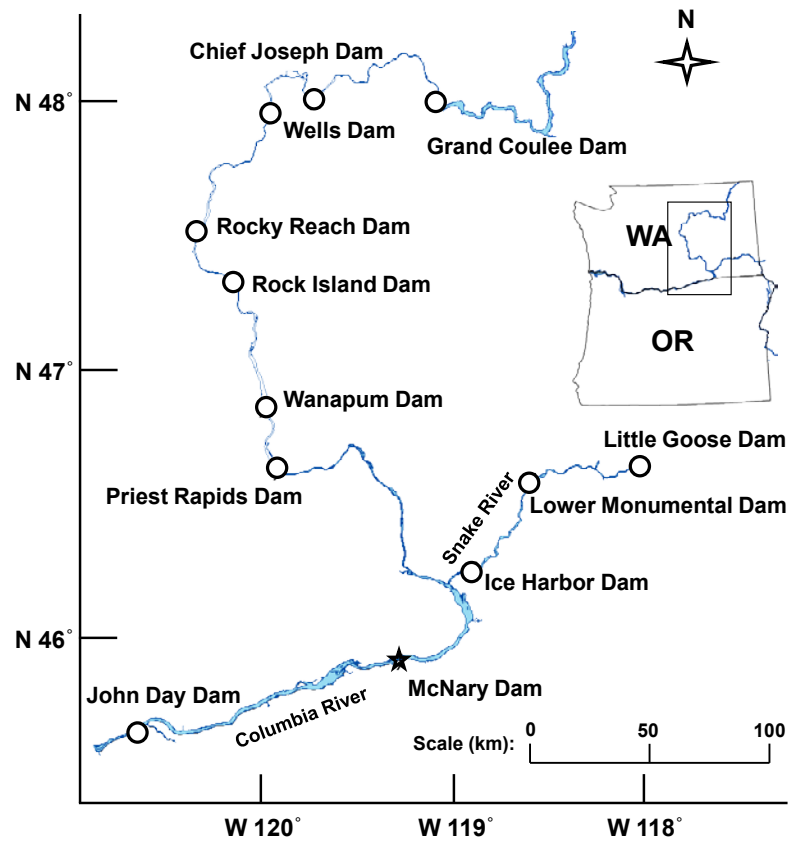 N
Chief Joseph Dam
N 48°
Wells Dam
Grand Coulee Dam
Rocky Reach Dam
WA
Rock Island Dam
OR
N 47°
Wanapum Dam
Little Goose Dam
Priest Rapids Dam
Snake River
Lower Monumental Dam
Ice Harbor Dam
N 46°
John Day Dam
McNary Dam
Columbia River
0 50 100
Scale (km):
W 120° W 119° W 118°